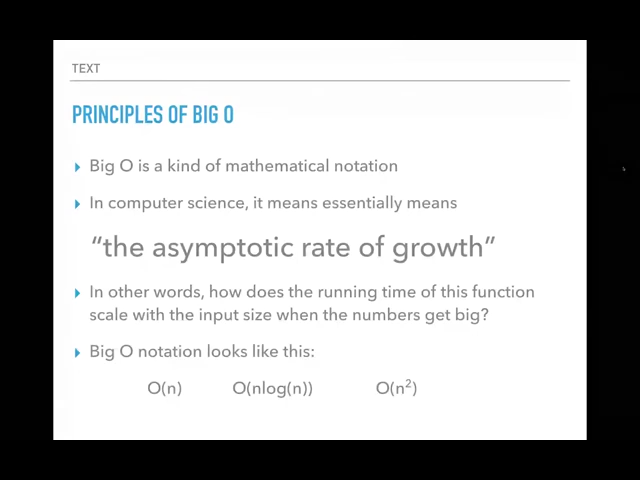 TEXT
PRINCIPLES OF BIG O
Big O is a kind of mathematical notation
In computer science, it means essentially means
“the asymptotic rate of growth”
In other words, how does the running time of this function
scale with the input size when the numbers get big?
Big O notation looks like this:
O(n) O(nlog(n)) O(n²)